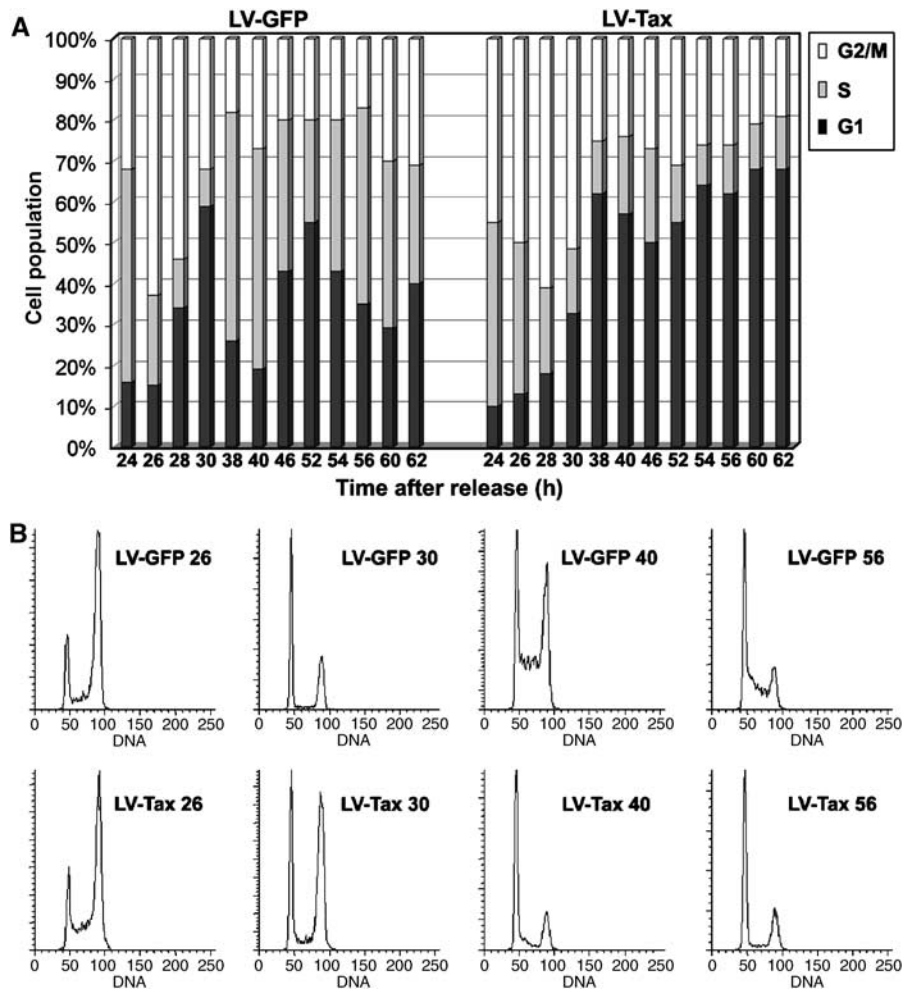 A
LV-GFP LV-Tax
100%
90%
80%
70%
60%
50%
40%
30%
20%
10%
0%
Cell population
G2/M
S
G1
24 26 28 30 38 40 46 52 54 56 60 62 24 26 28 30 38 40 46 52 54 56 60 62
Time after release (h)
B
LV-GFP 26 LV-GFP 30 LV-GFP 40 LV-GFP 56
0 50 100 150 200 250 0 50 100 150 200 250 0 50 100 150 200 250 0 50 100 150 200 250
DNA DNA DNA DNA
LV-Tax 26 LV-Tax 30 LV-Tax 40 LV-Tax 56
0 50 100 150 200 250 0 50 100 150 200 250 0 50 100 150 200 250 0 50 100 150 200 250
DNA DNA DNA DNA